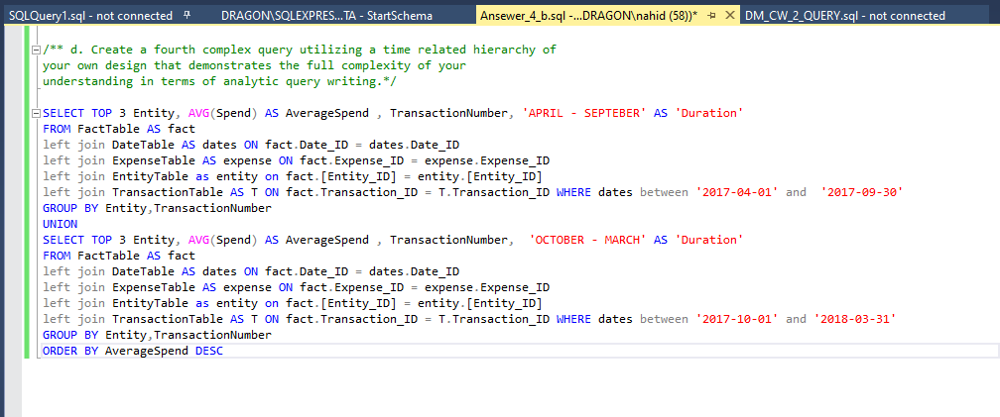 SQLQuery1.sql - not connected
DRAGON\SQLEXPRES...TA - StartSchema
Ansewer_4_b.sql -...DRAGON\nahid (58))*
DM_CW_2_QUERY.sql - not connected
/** d. Create a fourth complex query utilizing a time related hierarchy of
your own design that demonstrates the full complexity of your
understanding in terms of analytic query writing.*/
SELECT TOP 3 Entity, AVG(Spend) AS AverageSpend , TransactionNumber, 'APRIL - SEPTEBER' AS 'Duration'
FROM FactTable AS fact
left join DateTable AS dates ON fact.Date_ID = dates.Date_ID
left join ExpenseTable AS expense ON fact.Expense_ID = expense.Expense_ID
left join EntityTable as entity on fact.[Entity_ID] = entity.[Entity_ID]
left join TransactionTable AS T ON fact.Transaction_ID = T.Transaction_ID WHERE dates between '2017-04-01' and  '2017-09-30'
GROUP BY Entity,TransactionNumber
UNION
SELECT TOP 3 Entity, AVG(Spend) AS AverageSpend , TransactionNumber,  'OCTOBER - MARCH' AS 'Duration'
FROM FactTable AS fact
left join DateTable AS dates ON fact.Date_ID = dates.Date_ID
left join ExpenseTable AS expense ON fact.Expense_ID = expense.Expense_ID
left join EntityTable as entity on fact.[Entity_ID] = entity.[Entity_ID]
left join TransactionTable AS T ON fact.Transaction_ID = T.Transaction_ID WHERE dates between '2017-10-01' and '2018-03-31'
GROUP BY Entity,TransactionNumber
ORDER BY AverageSpend DESC